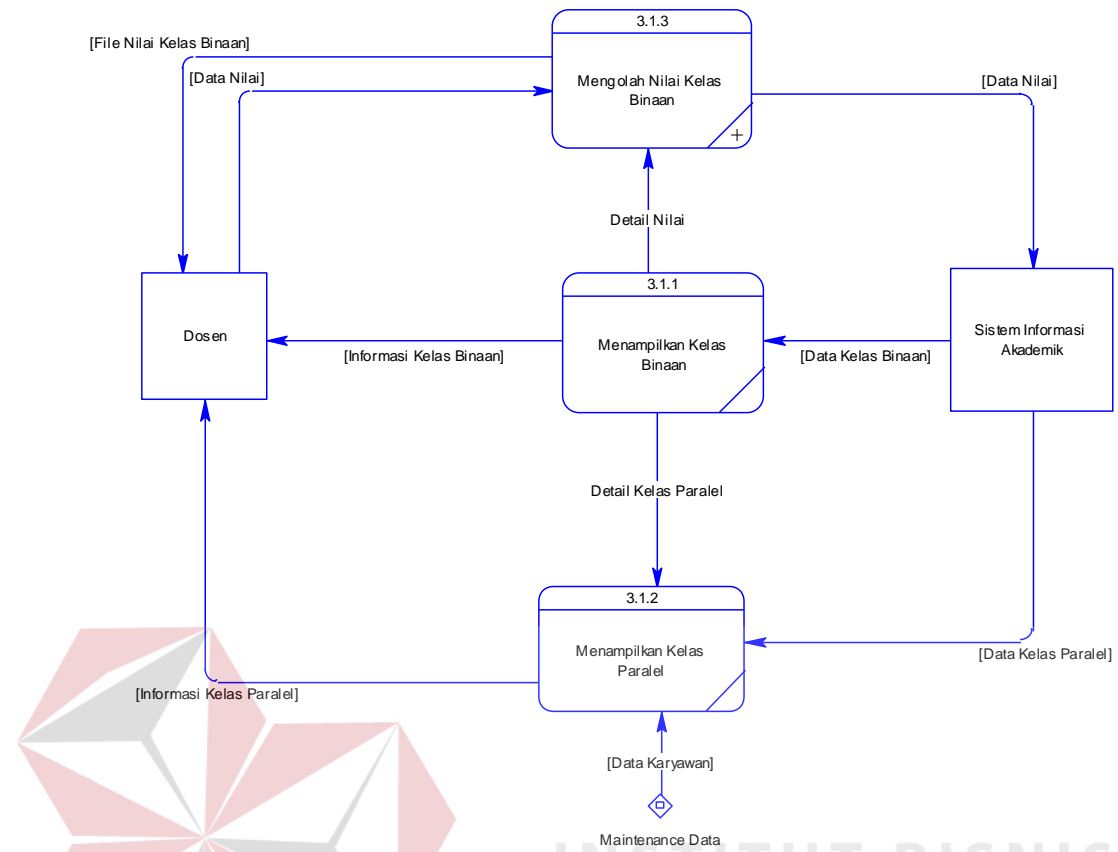 3.1.3
[File Nilai Kelas Binaan]
[Data Nilai]
Mengolah Nilai Kelas
Binaan
[Data Nilai]
+
Detail Nilai
3.1.1
Dosen
Menampilkan Kelas
Binaan
Sistem Informasi
Akademik
[Informasi Kelas Binaan]
[Data Kelas Binaan]
Detail Kelas Paralel
3.1.2
Menampilkan Kelas
Paralel
[Data Kelas Paralel]
[Informasi Kelas Paralel]
[Data Karyawan]
Maintenance Data
INSTITUT BISNIS